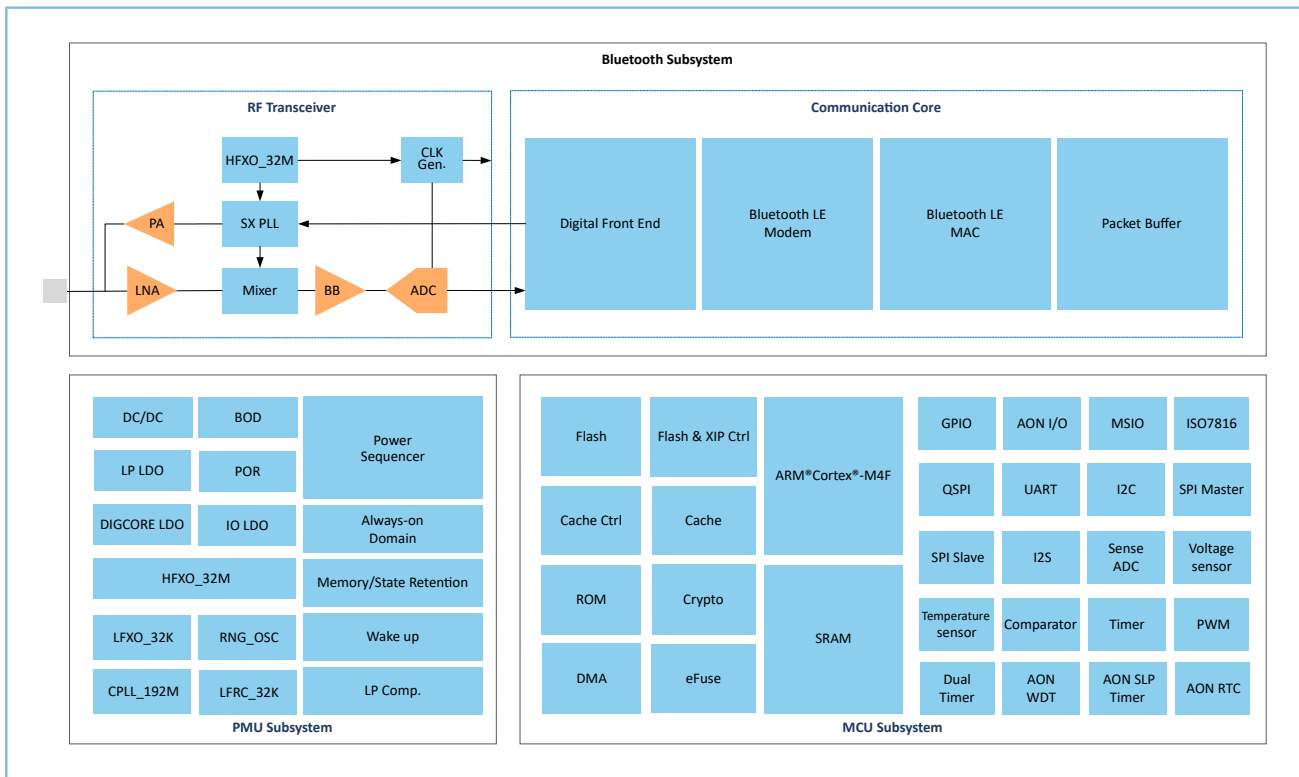 Bluetooth Subsystem
RF Transceiver
HFXO_32M
CLK
Gen.
PA
SX PLL
LNA
Mixer
BB
ADC
Communication Core
Digital Front End
Bluetooth LE
Modem
Bluetooth LE
MAC
Packet Buffer
DC/DC
BOD
Power
Sequencer
LP LDO
POR
DIGCORE LDO
IO LDO
Always-on
Domain
HFXO_32M
Memory/State Retention
LFXO_32K
RNG_OSC
Wake up
CPLL_192M
LFRC_32K
LP Comp.
PMU Subsystem
Flash
Flash & XIP Ctrl
ARM®Cortex®-M4F
Cache Ctrl
Cache
ROM
Crypto
SRAM
DMA
eFuse
GPIO
AON I/O
MSIO
ISO7816
QSPI
UART
I2C
SPI Master
SPI Slave
I2S
Sense
ADC
Voltage
sensor
Temperature
sensor
Comparator
Timer
PWM
Dual
Timer
AON
WDT
AON SLP
Timer
AON RTC
MCU Subsystem